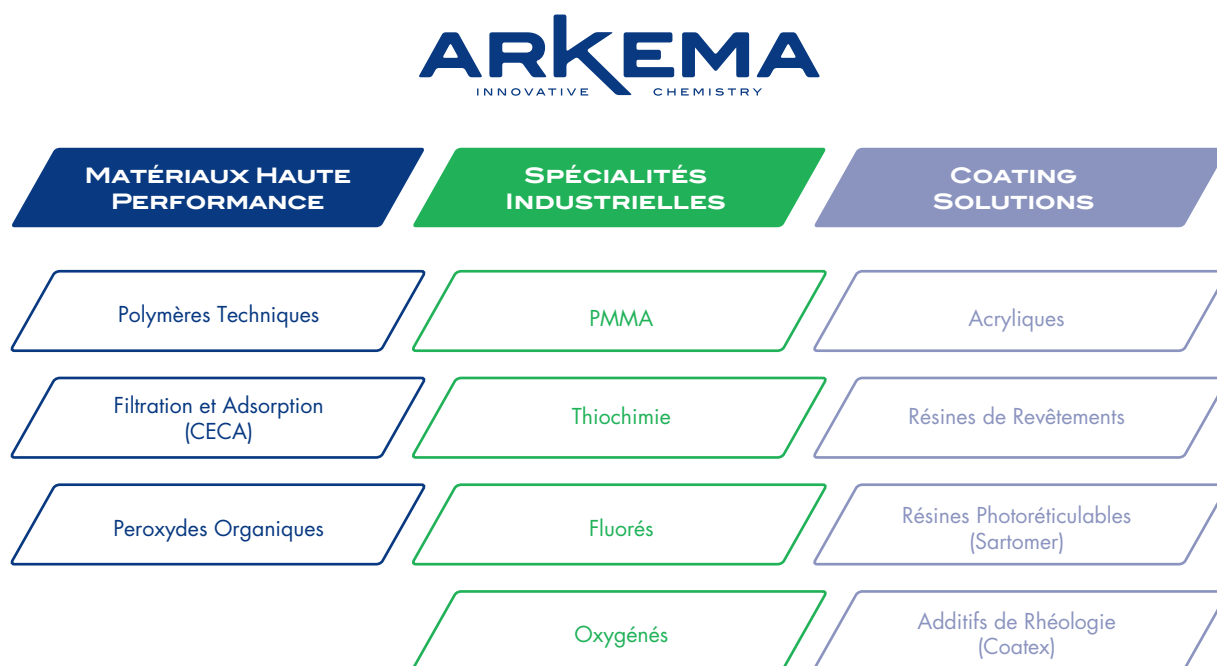 ARKEMA
INNOVATIVE CHEMISTRY
MATÉRIAUX HAUTE
PERFORMANCE
SPÉCIALITÉS
INDUSTRIELLES
COATING
SOLUTIONS
Polymères Techniques
PMMA
Acryliques
Filtration et Adsorption
(CECA)
Thiochimie
Résines de Revêtements
Peroxydes Organiques
Fluorés
Résines Photoréticulables
(Sartomer)
Oxygénés
Additifs de Rhéologie
(Coatex)